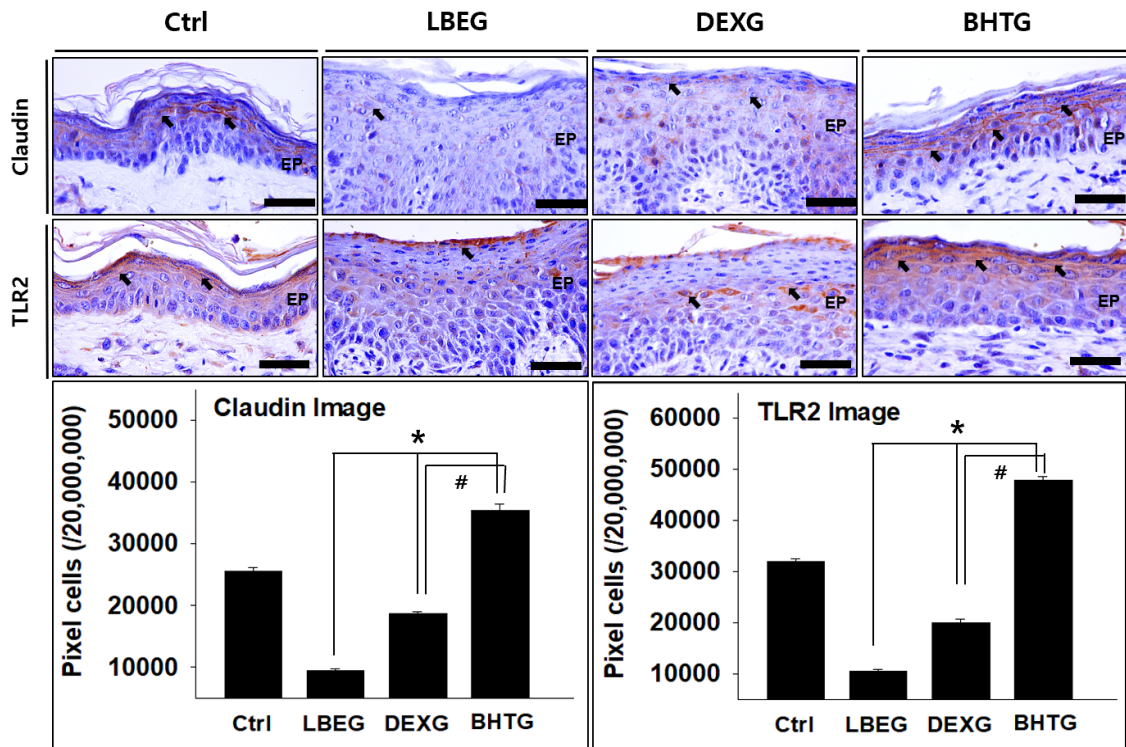 Ctrl LBEG DEXG BHTG
Claudin
EP EP EP EP
TLR2
EP EP EP EP
Claudin Image
Pixel cells (/20,000,000)
50000
40000
30000
20000
10000
*
#
Ctrl LBEG DEXG BHTG
TLR2 Image
Pixel cells (/20,000,000)
60000
50000
40000
30000
20000
10000
*
#
Ctrl LBEG DEXG BHTG